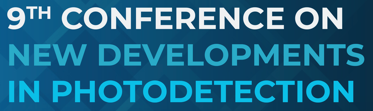 9TH CONFERENCE ON
NEW DEVELOPMENTS
IN PHOTODETECTION